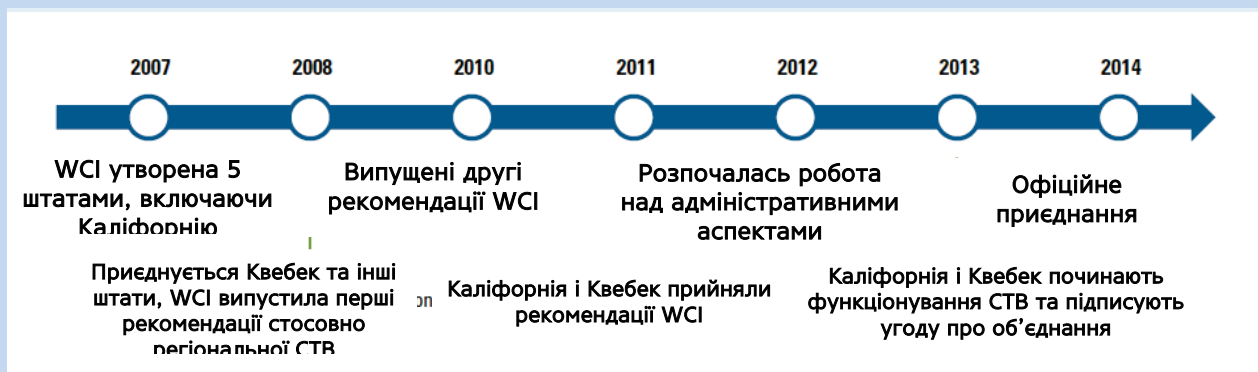 2007 2008 2010 2011 2012 2013 2014
WCI утворена 5
штатами, включаючи
Каліфорнію
Випущені другі
рекомендації WCI
Розпочалась робота
над адміністративними
аспектами
Офіційне
приєднання
Приєднується Квебек та інші
штати, WCI випустила перші
рекомендації стосовно
регіональної СТВ
on
Каліфорнія і Квебек прийняли
рекомендації WCI
Каліфорнія і Квебек починають
функціонування СТВ та підписують
угоду про об’єднання